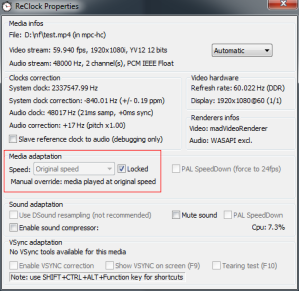 ReClock Properties
Media infos
File: D:\nf\test.mp4 (in mpc-hc)
Video stream: 59.940 fps, 1920x1080i, YV12 12 bits
Automatic
Audio stream: 48000 Hz, 2 channel(s), PCM IEEE Float
Clocks correction
System clock: 2337547.99 Hz
System clock correction: -840.01 Hz (+/- 0.19 ppm)
Audio clock: 48017 Hz (21ms samp, +0ms sync)
Audio correction: +17 Hz (pitch x1.00)
Slave reference clock to audio (debugging only)
Video hardware
Refresh rate: 60.022 Hz (DDR)
Display: 1920x1080@60 (1/1)
Renderers infos
Video: madVideoRenderer
Audio: WASAPI excl.
Media adaptation
Speed: Original speed
Locked
PAL SpeedDown (force to 24fps)
Manual override: media played at original speed
Sound adaptation
Use DSound resampling (not recommended)
Mute sound
PAL SpeedDown
Enable sound compressor:
Cpu: 7.3%
VSync adaptation
No VSync tools available for this media
Enable VSYNC correction
Show VSYNC on screen (F9)
Tearing test (F10)
Note: use SHIFT+CTRL+ALT+Function key for shortcuts